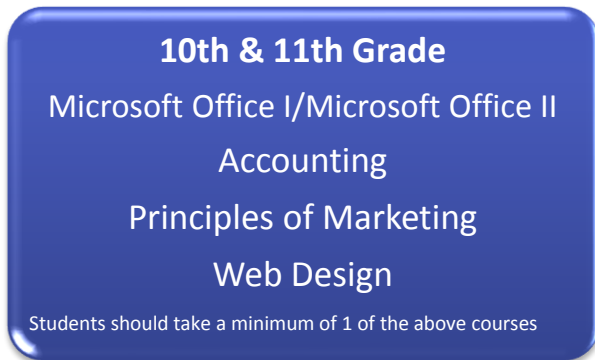 10th & 11th Grade
Microsoft Office I/Microsoft Office II
Accounting
Principles of Marketing
Web Design
Students should take a minimum of 1 of the above courses